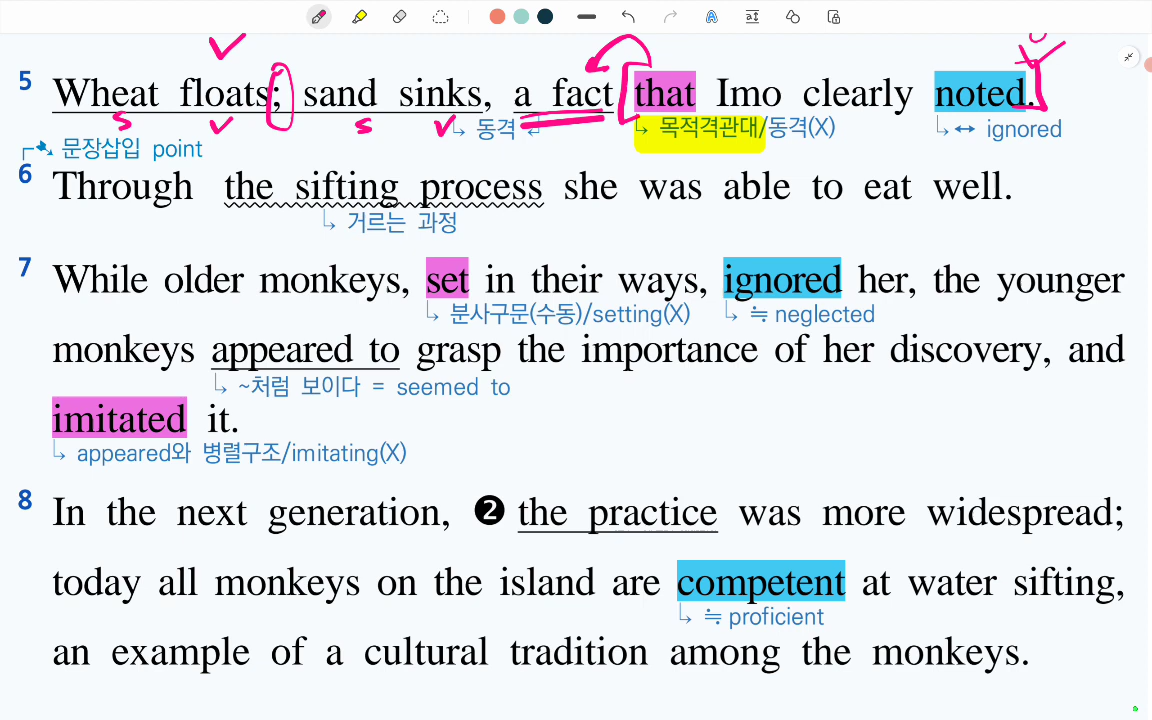 5 Wheat floats; sand sinks, a fact that Imo clearly noted.
S V S V
↳ 동격 ↲ ↳ 목적격관대/동격(X) ↳ ↔ ignored
문장삽입 point
6 Through the sifting process she was able to eat well.
↳ 거르는 과정
7 While older monkeys, set in their ways, ignored her, the younger
↳ 분사구문(수동)/setting(X) ↳ ≒ neglected
monkeys appeared to grasp the importance of her discovery, and
↳ ~처럼 보이다 = seemed to
imitated it.
↳ appeared와 병렬구조/imitating(X)
8 In the next generation, ❷ the practice was more widespread;
today all monkeys on the island are competent at water sifting,
↳ ≒ proficient
an example of a cultural tradition among the monkeys.